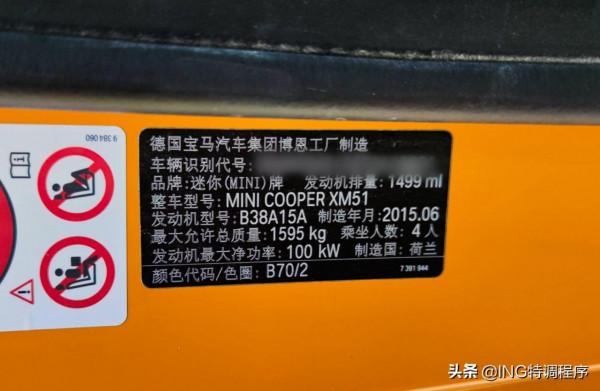 9 384 060
德国宝马汽车集团博恩工厂制造
车辆识别代号:
品牌:迷你(MINI)牌 发动机排量:1499 ml
整车型号:MINI COOPER XM51
发动机型号:B38A15A 制造年月:2015.06
最大允许总质量:1595 kg 乘坐人数:4人
发动机最大净功率:100 kW 制造国:荷兰
颜色代码/色圈:B70/2
7 391 944
头条 @ING特调程序